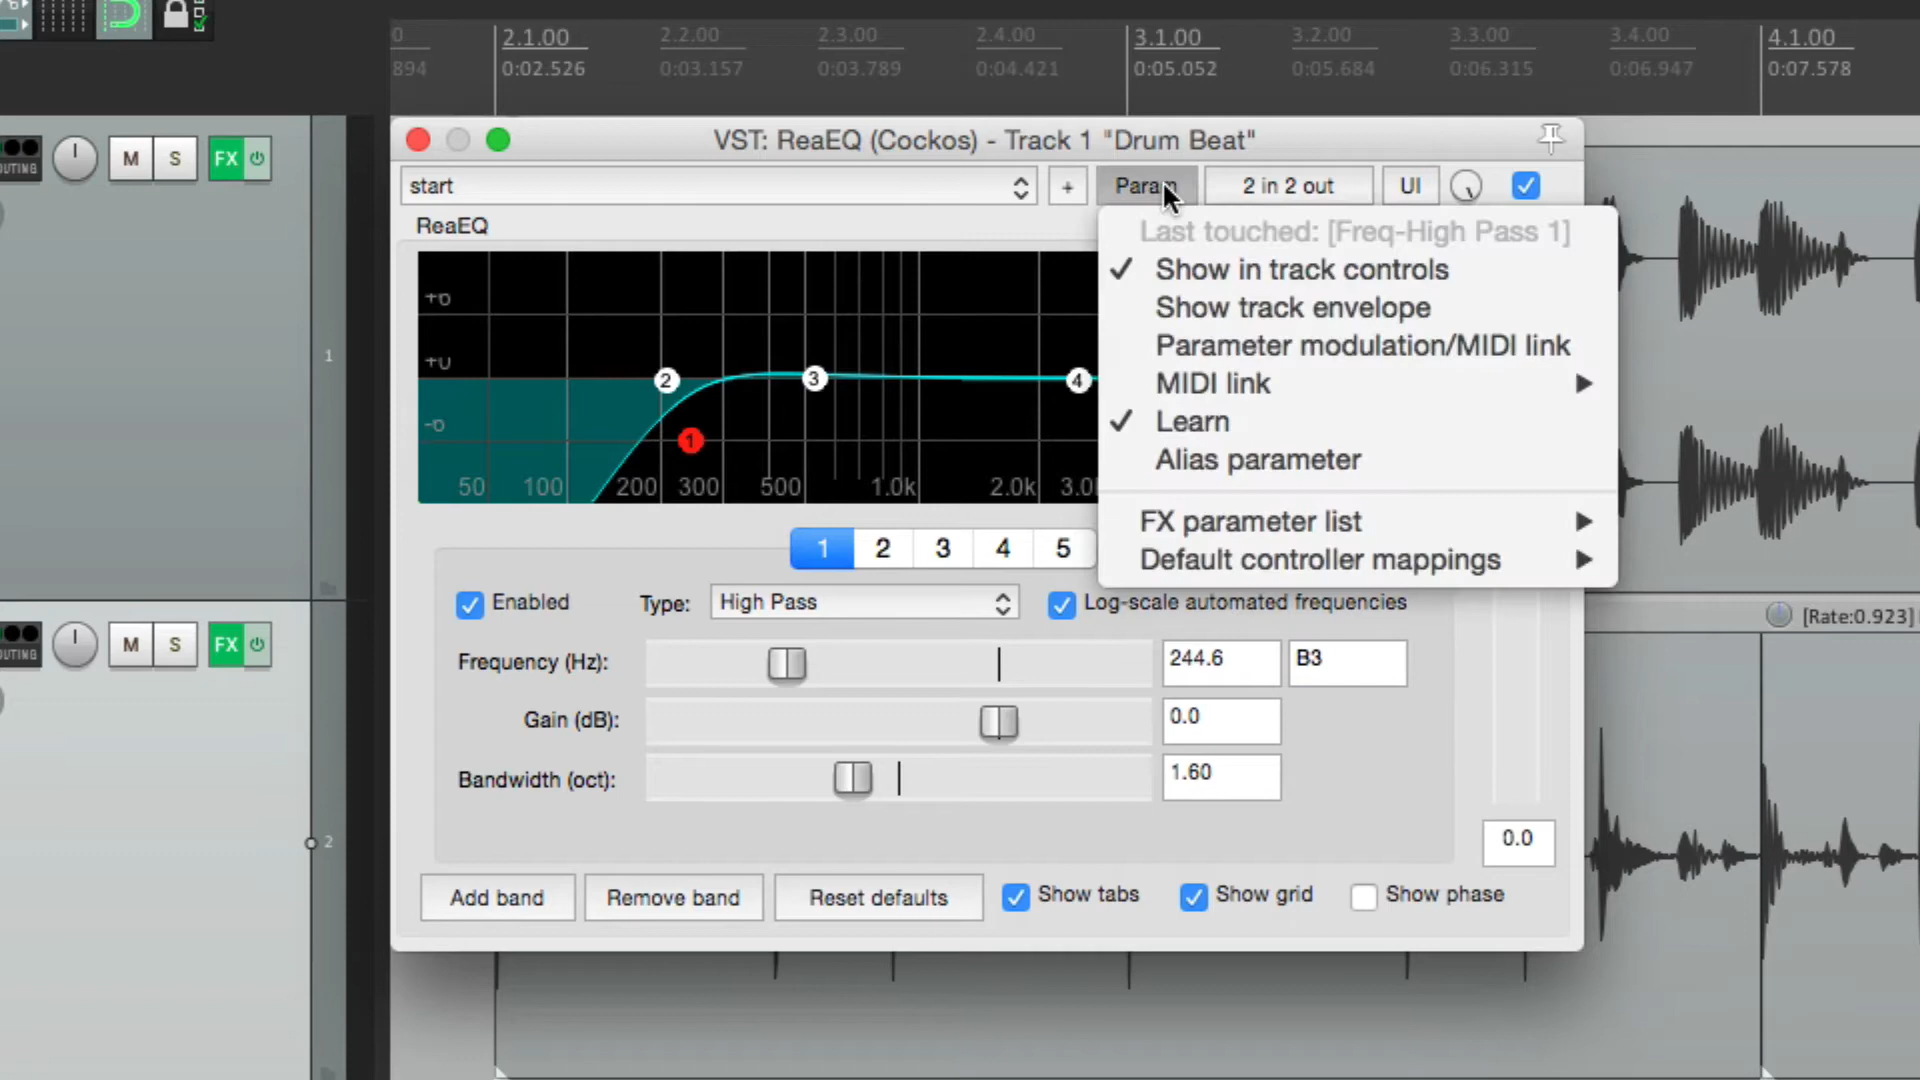 2.1.00 2.2.00 2.3.00 2.4.00 3.1.00 3.2.00 3.3.00 3.4.00 4.1.00
894 0:02.526 0:03.157 0:03.789 0:04.421 0:05.052 0:05.684 0:06.315 0:06.947 0:07.578
VST: ReaEQ (Cockos) - Track 1 "Drum Beat"
M S FX
start + Param 2 in 2 out UI
ReaEQ
Last touched: [Freq-High Pass 1]
✓ Show in track controls
Show track envelope
Parameter modulation/MIDI link
MIDI link
✓ Learn
Alias parameter
FX parameter list
Default controller mappings
1
2 3 4
1
50 100 200 300 500 1.0k 2.0k
1 2 3 4 5
Enabled Type: High Pass Log-scale automated frequencies
[Rate:0.923]
M S FX
Frequency (Hz): 244.6 B3
Gain (dB): 0.0
Bandwidth (oct): 1.60
2
0.0
Add band Remove band Reset defaults Show tabs Show grid Show phase